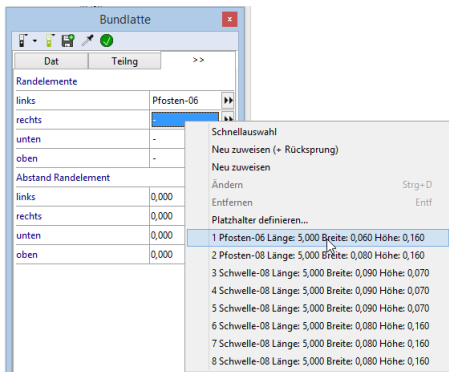 Bundlatte
x
Dat Teilng >>
Randelemente
links Pfosten-06
rechts -
unten -
oben -
Abstand Randelement
links 0,000
rechts 0,000
unten 0,000
oben 0,000
Schnellauswahl
Neu zuweisen (+ Rücksprung)
Neu zuweisen
Ändern Strg+D
Entfernen Entf
Platzhalter definieren...
1 Pfosten-06 Länge: 5,000 Breite: 0,060 Höhe: 0,160
2 Pfosten-08 Länge: 5,000 Breite: 0,080 Höhe: 0,160
3 Schwelle-08 Länge: 5,000 Breite: 0,090 Höhe: 0,070
4 Schwelle-08 Länge: 5,000 Breite: 0,090 Höhe: 0,070
5 Schwelle-08 Länge: 5,000 Breite: 0,090 Höhe: 0,070
6 Schwelle-08 Länge: 5,000 Breite: 0,080 Höhe: 0,160
7 Schwelle-08 Länge: 5,000 Breite: 0,080 Höhe: 0,160
8 Schwelle-08 Länge: 5,000 Breite: 0,080 Höhe: 0,160